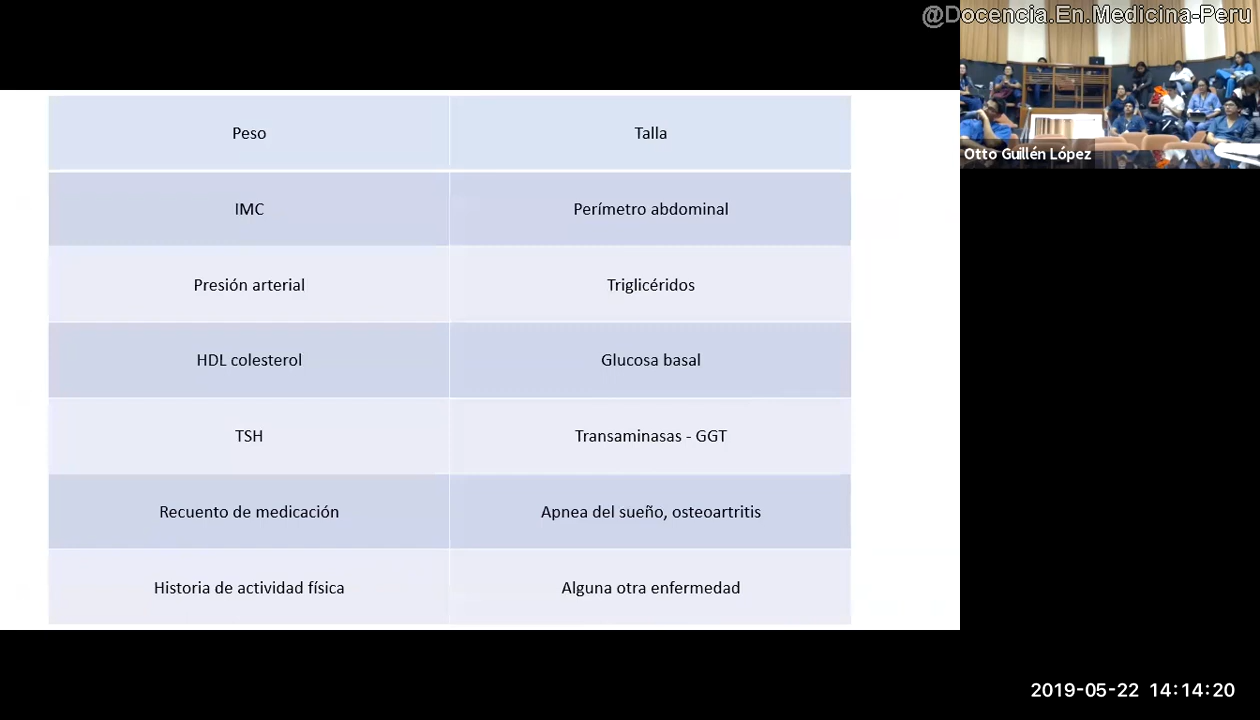 @Docencia.En.Medicina-Peru
Otto Guillén López
Peso
Talla
IMC
Perímetro abdominal
Presión arterial
Triglicéridos
HDL colesterol
Glucosa basal
TSH
Transaminasas - GGT
Recuento de medicación
Apnea del sueño, osteoartritis
Historia de actividad física
Alguna otra enfermedad
2019-05-22 14:14:20